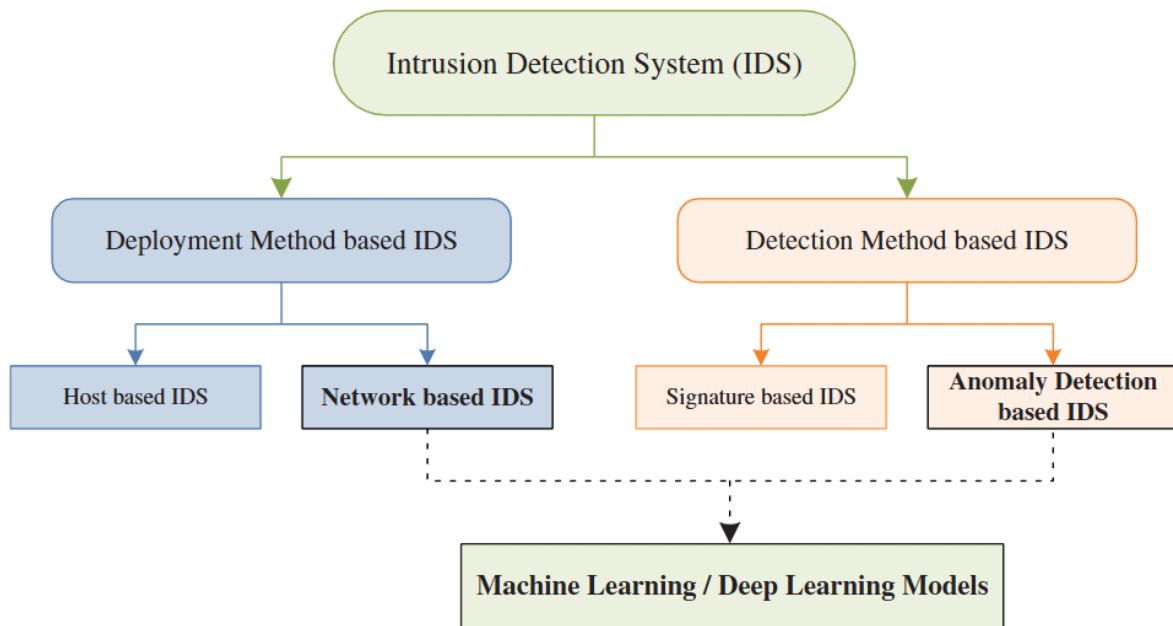 Intrusion Detection System (IDS)
Deployment Method based IDS
Detection Method based IDS
Host based IDS
Network based IDS
Signature based IDS
Anomaly Detection
based IDS
Machine Learning / Deep Learning Models